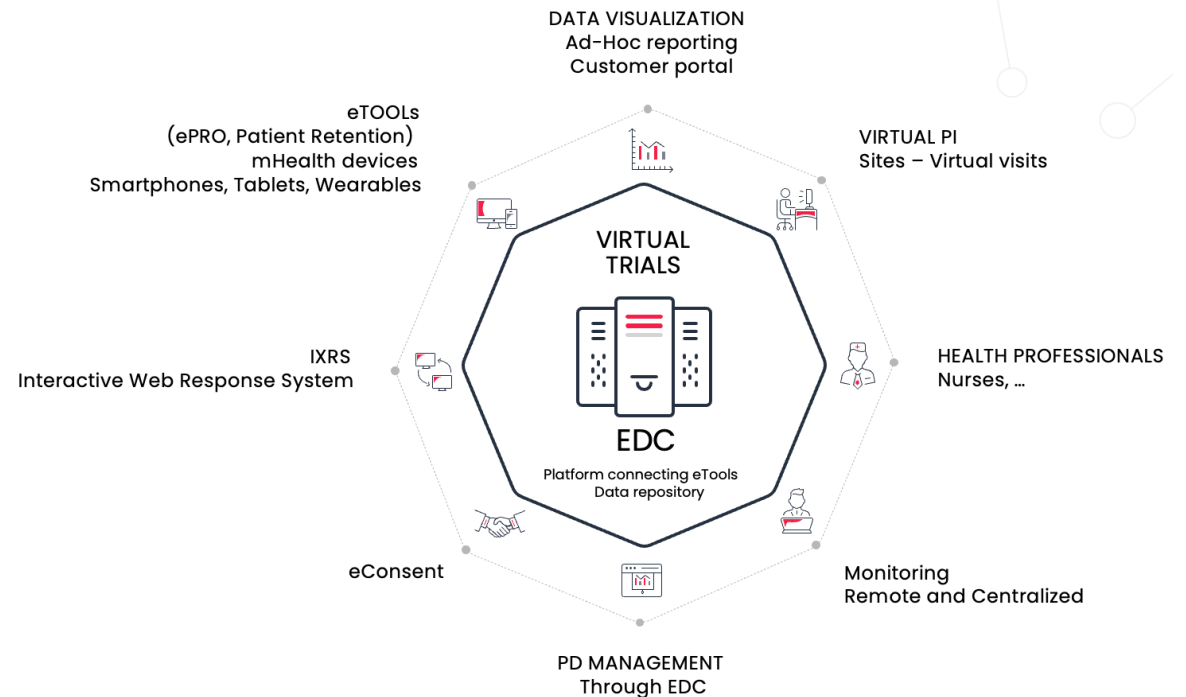 DATA VISUALIZATION
Ad-Hoc reporting
Customer portal
eTOOLs
(ePRO, Patient Retention)
mHealth devices
Smartphones, Tablets, Wearables
VIRTUAL PI
Sites – Virtual visits
VIRTUAL
TRIALS
IXRS
Interactive Web Response System
HEALTH PROFESSIONALS
Nurses, ...
EDC
Platform connecting eTools
Data repository
eConsent
Monitoring
Remote and Centralized
PD MANAGEMENT
Through EDC